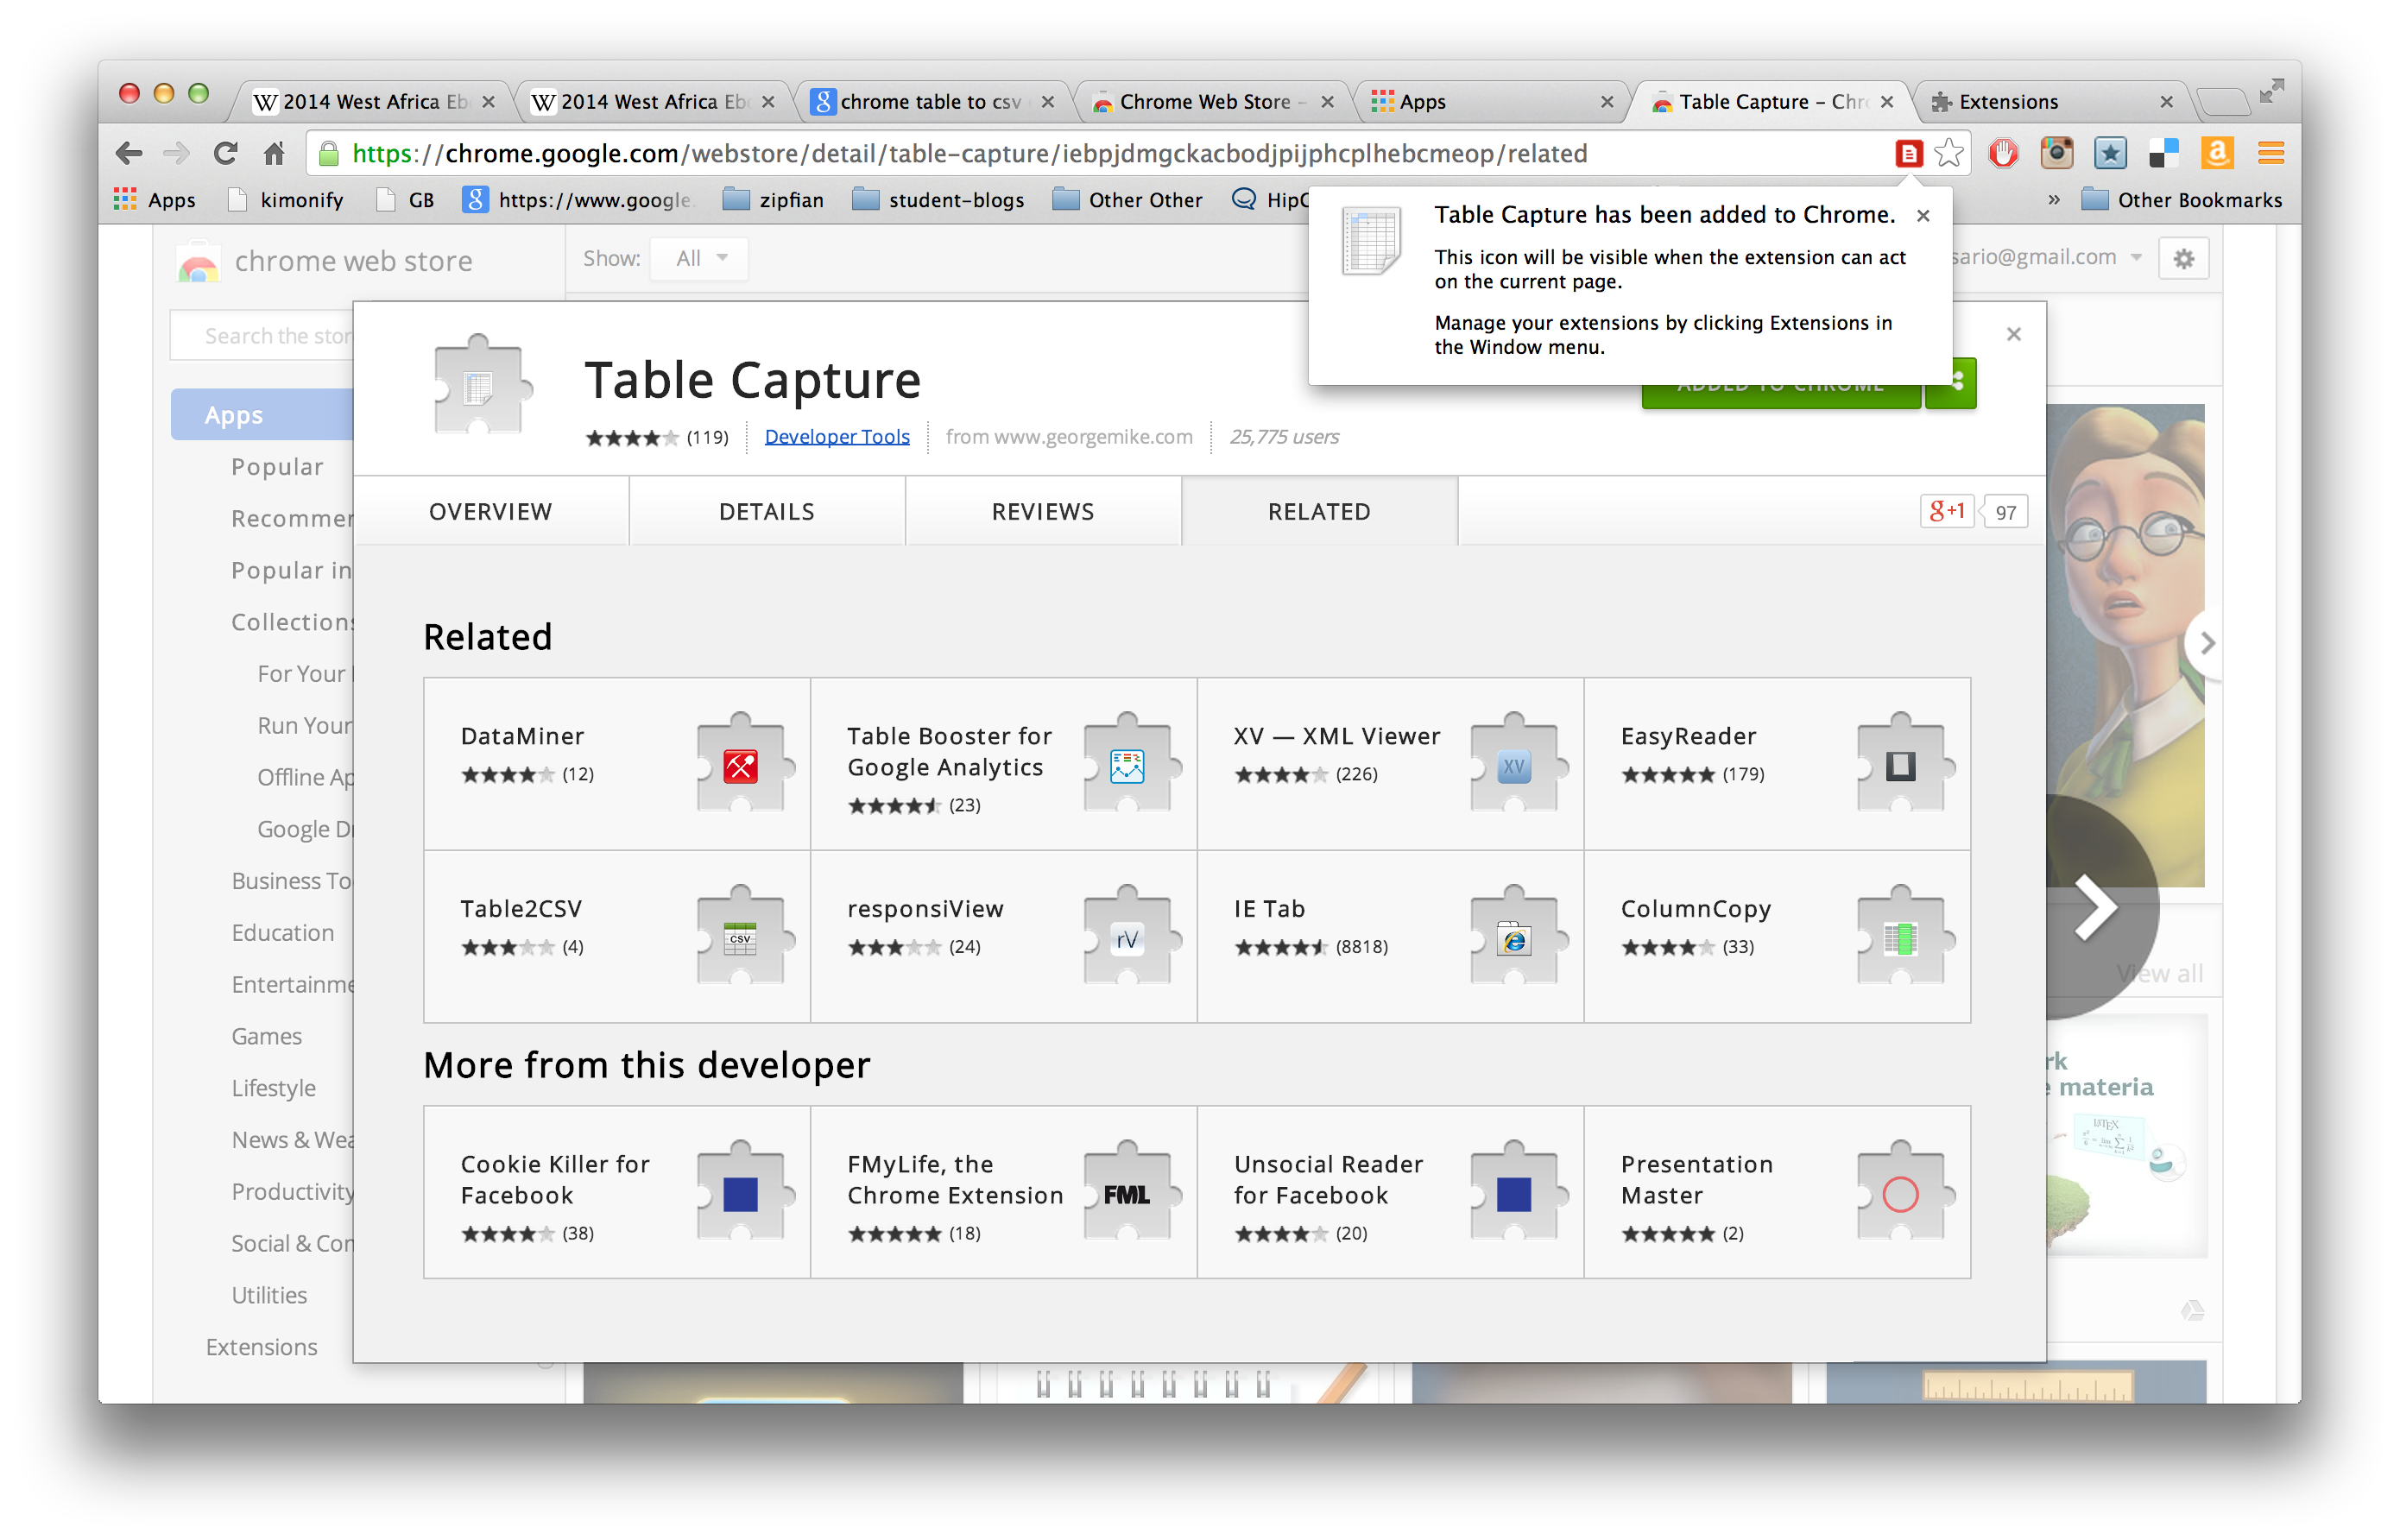 2014 West Africa Eb
2014 West Africa Eb
chrome table to csv
Chrome Web Store –
Apps
Table Capture – Chr
Extensions
https://chrome.google.com/webstore/detail/table-capture/iebpjdmgckacbodjpijphcplhebcmeop/related
Apps
kimonify
GB
https://www.google.
zipfian
student-blogs
Other Other
HipC
»
Other Bookmarks
Table Capture has been added to Chrome.
This icon will be visible when the extension can act
on the current page.
Manage your extensions by clicking Extensions in
the Window menu.
chrome web store
Show:
All
sario@gmail.com
Search the stor
Apps
Popular
Recommen
Popular in
Collections
For Your
Run Your
Offline Ap
Google Dr
Business To
Education
Entertainme
Games
Lifestyle
News & Wea
Productivity
Social & Con
Utilities
Extensions
Table Capture
(119)
Developer Tools
from www.georgemike.com
25,775 users
ADDED TO CHROME
OVERVIEW
DETAILS
REVIEWS
RELATED
g+1
97
Related
DataMiner
(12)
Table Booster for
Google Analytics
(23)
XV — XML Viewer
(226)
XV
EasyReader
(179)
Table2CSV
(4)
CSV
responsiView
(24)
rV
IE Tab
(8818)
ColumnCopy
(33)
More from this developer
Cookie Killer for
Facebook
(38)
FMyLife, the
Chrome Extension
(18)
FML
Unsocial Reader
for Facebook
(20)
Presentation
Master
(2)
View all
rk
e materia
LATEX